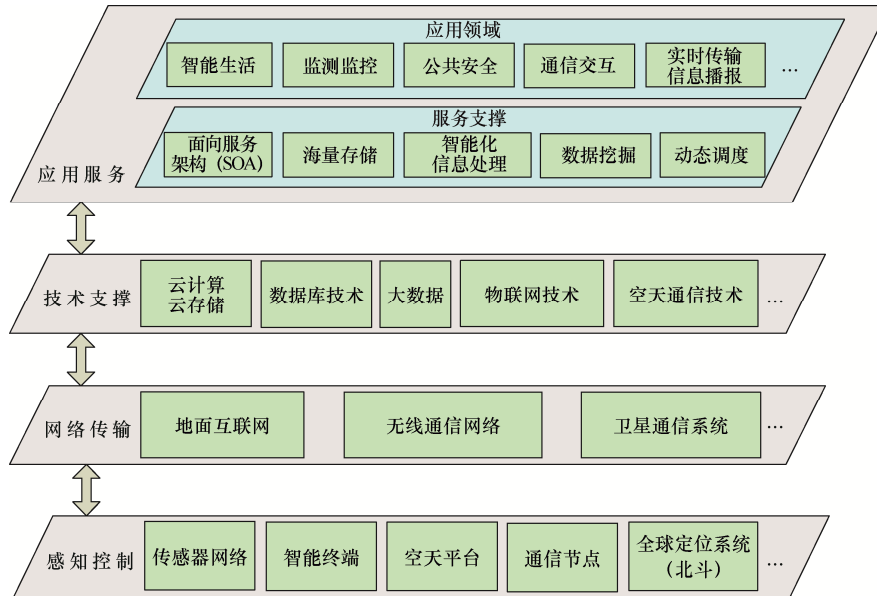 应用领域
智能生活
监测监控
公共安全
通信交互
实时传输
信息播报
…
服务支撑
面向服务
架构（SOA）
海量存储
智能化
信息处理
数据挖掘
动态调度
应用服务
技术支撑
云计算
云存储
数据库技术
大数据
物联网技术
空天通信技术
…
网络传输
地面互联网
无线通信网络
卫星通信系统
…
感知控制
传感器网络
智能终端
空天平台
通信节点
全球定位系统
（北斗）
…